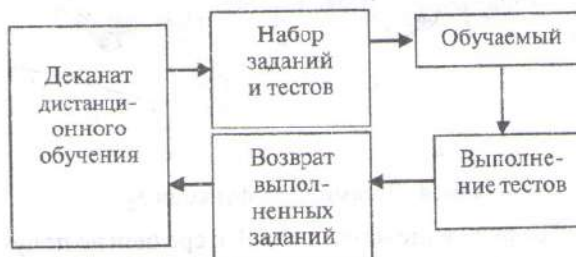 Деканат
дистанци-
онного
обучения
Набор
заданий
и тестов
Обучаемый
Выполне-
ние тестов
Возврат
выпол-
ненных
заданий